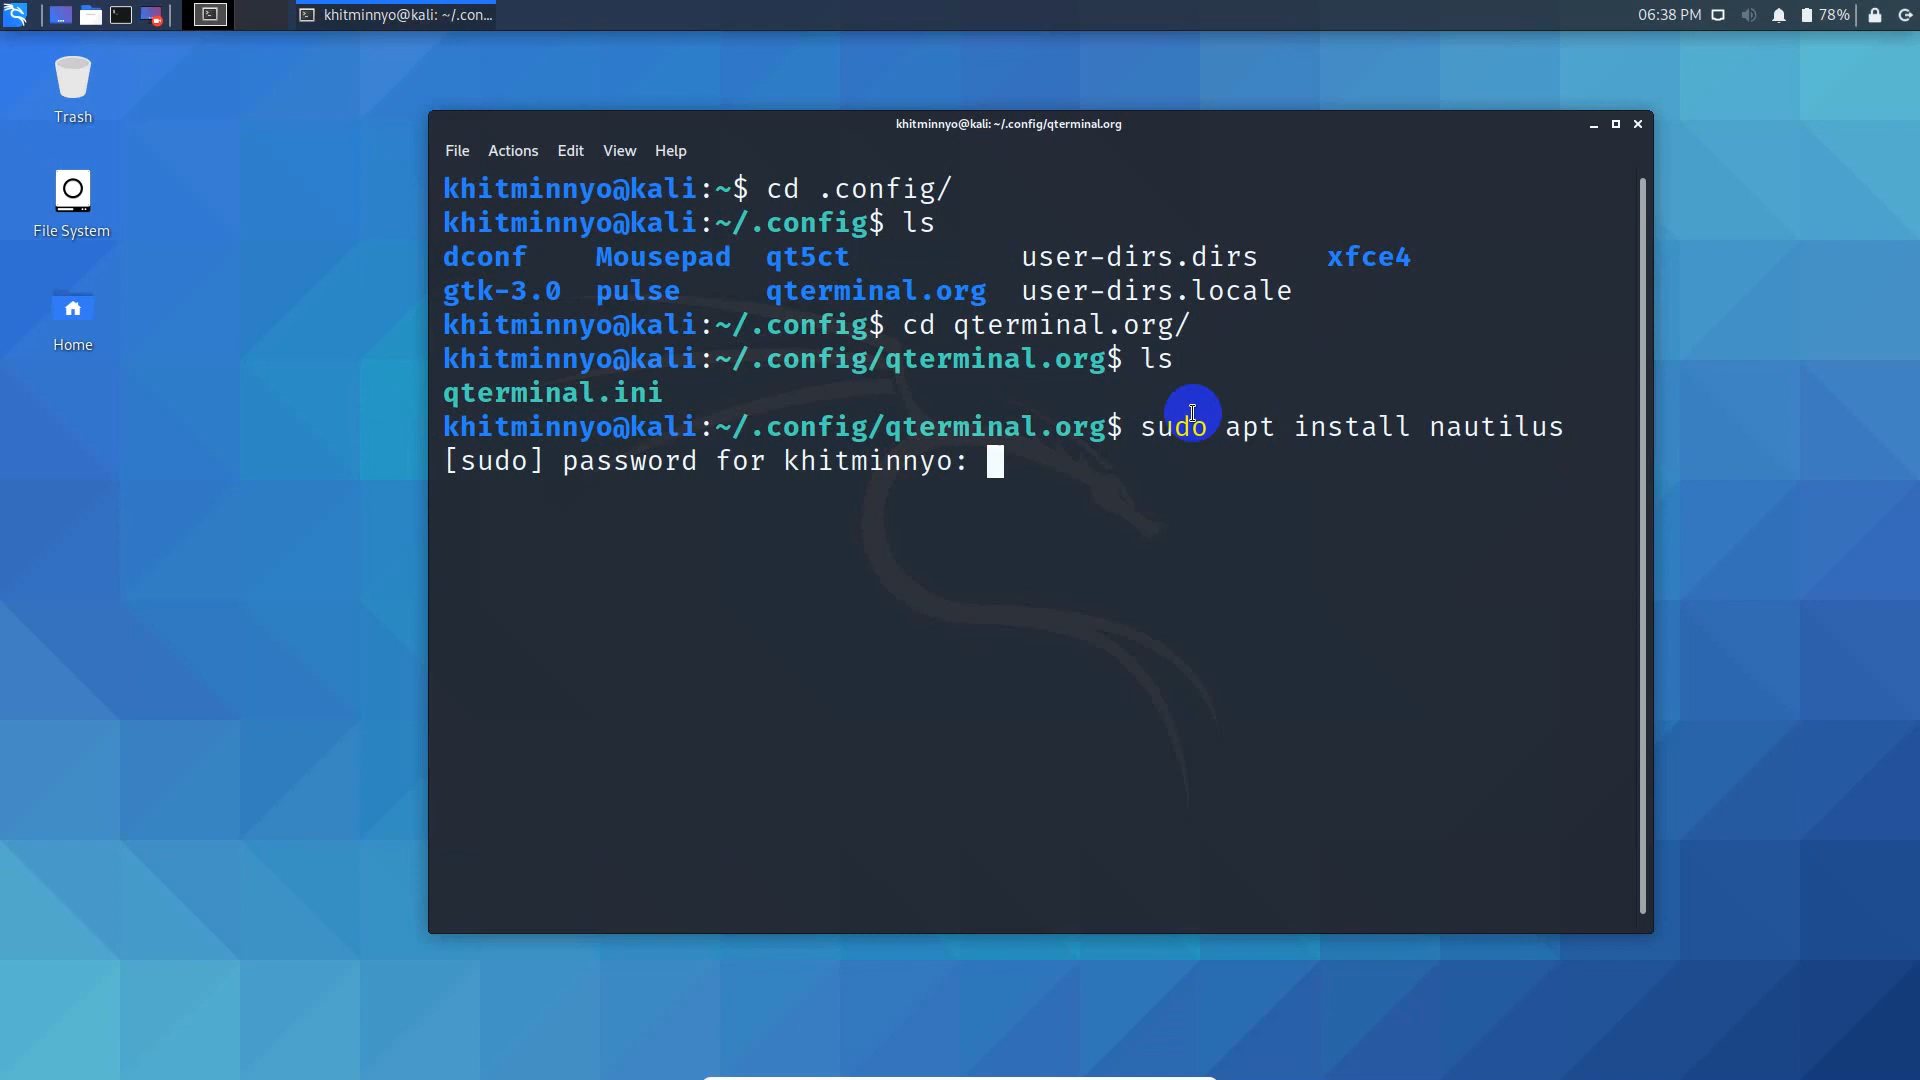 khitminnyo@kali: ~/.con...
06:38 PM
78%
Trash
File System
Home
khitminnyo@kali: ~/.config/qterminal.org
File Actions Edit View Help
khitminnyo@kali:~$ cd .config/
khitminnyo@kali:~/.config$ ls
dconf Mousepad qt5ct user-dirs.dirs xfce4
gtk-3.0 pulse qterminal.org user-dirs.locale
khitminnyo@kali:~/.config$ cd qterminal.org/
khitminnyo@kali:~/.config/qterminal.org$ ls
qterminal.ini
khitminnyo@kali:~/.config/qterminal.org$ sudo apt install nautilus
[sudo] password for khitminnyo: